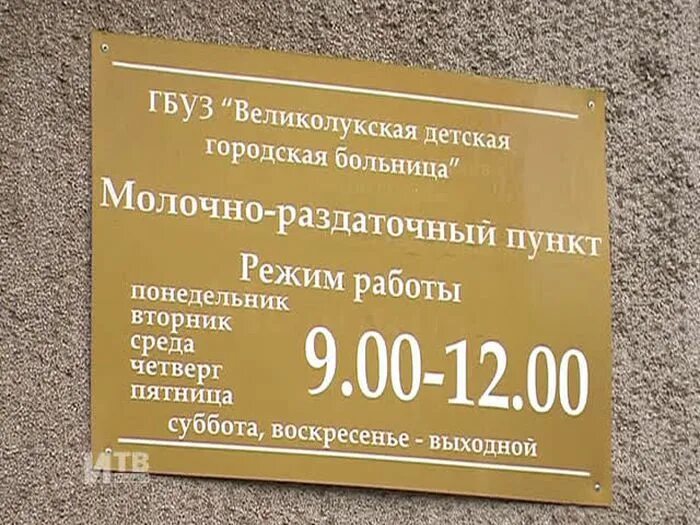 ГБУЗ "Великолукская детская
городская больница"
Молочно-раздаточный пункт
Режим работы
понедельник
вторник
среда
четверг
пятница
9.00-12.00
суббота, воскресенье - выходной
ИТВ